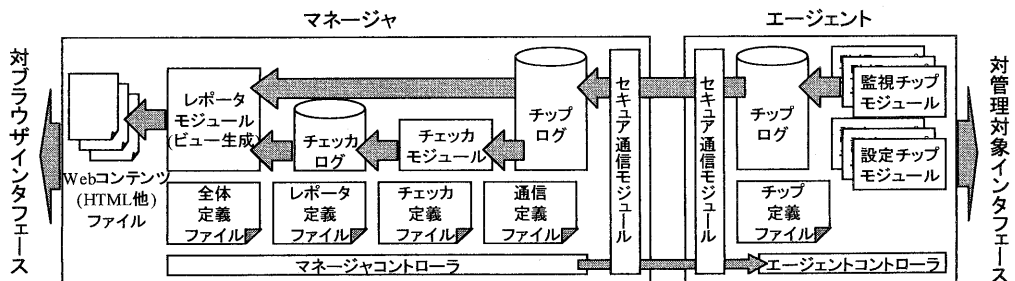 マネージャ
エージェント
対ブラウザインタフェース
Webコンテンツ
(HTML他)
ファイル
レポータ
モジュール
(ビュー生成)
チェッカ
ログ
チェッカ
モジュール
チップ
ログ
全体
定義
ファイル
レポータ
定義
ファイル
チェッカ
定義
ファイル
通信
定義
ファイル
マネージャコントローラ
セキュア通信モジュール
セキュア通信モジュール
チップ
ログ
監視チップ
モジュール
設定チップ
モジュール
チップ
定義
ファイル
エージェントコントローラ
対管理対象インタフェース